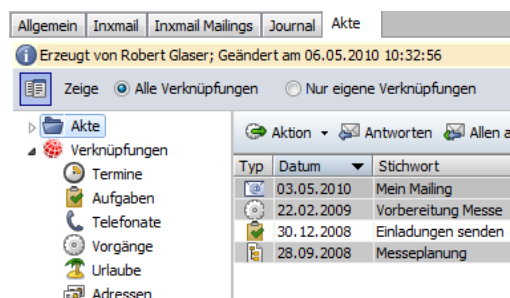 Allgemein Inxmail Inxmail Mailings Journal Akte
Erzeugt von Robert Glaser; Geändert am 06.05.2010 10:32:56
Zeige Alle Verknüpfungen Nur eigene Verknüpfungen
Akte
Verknüpfungen
Termine
Aufgaben
Telefonate
Vorgänge
Urlaube
Adressen
Aktion Antworten Allen a
Typ Datum Stichwort
03.05.2010 Mein Mailing
22.02.2009 Vorbereitung Messe
30.12.2008 Einladungen senden
28.09.2008 Messeplanung